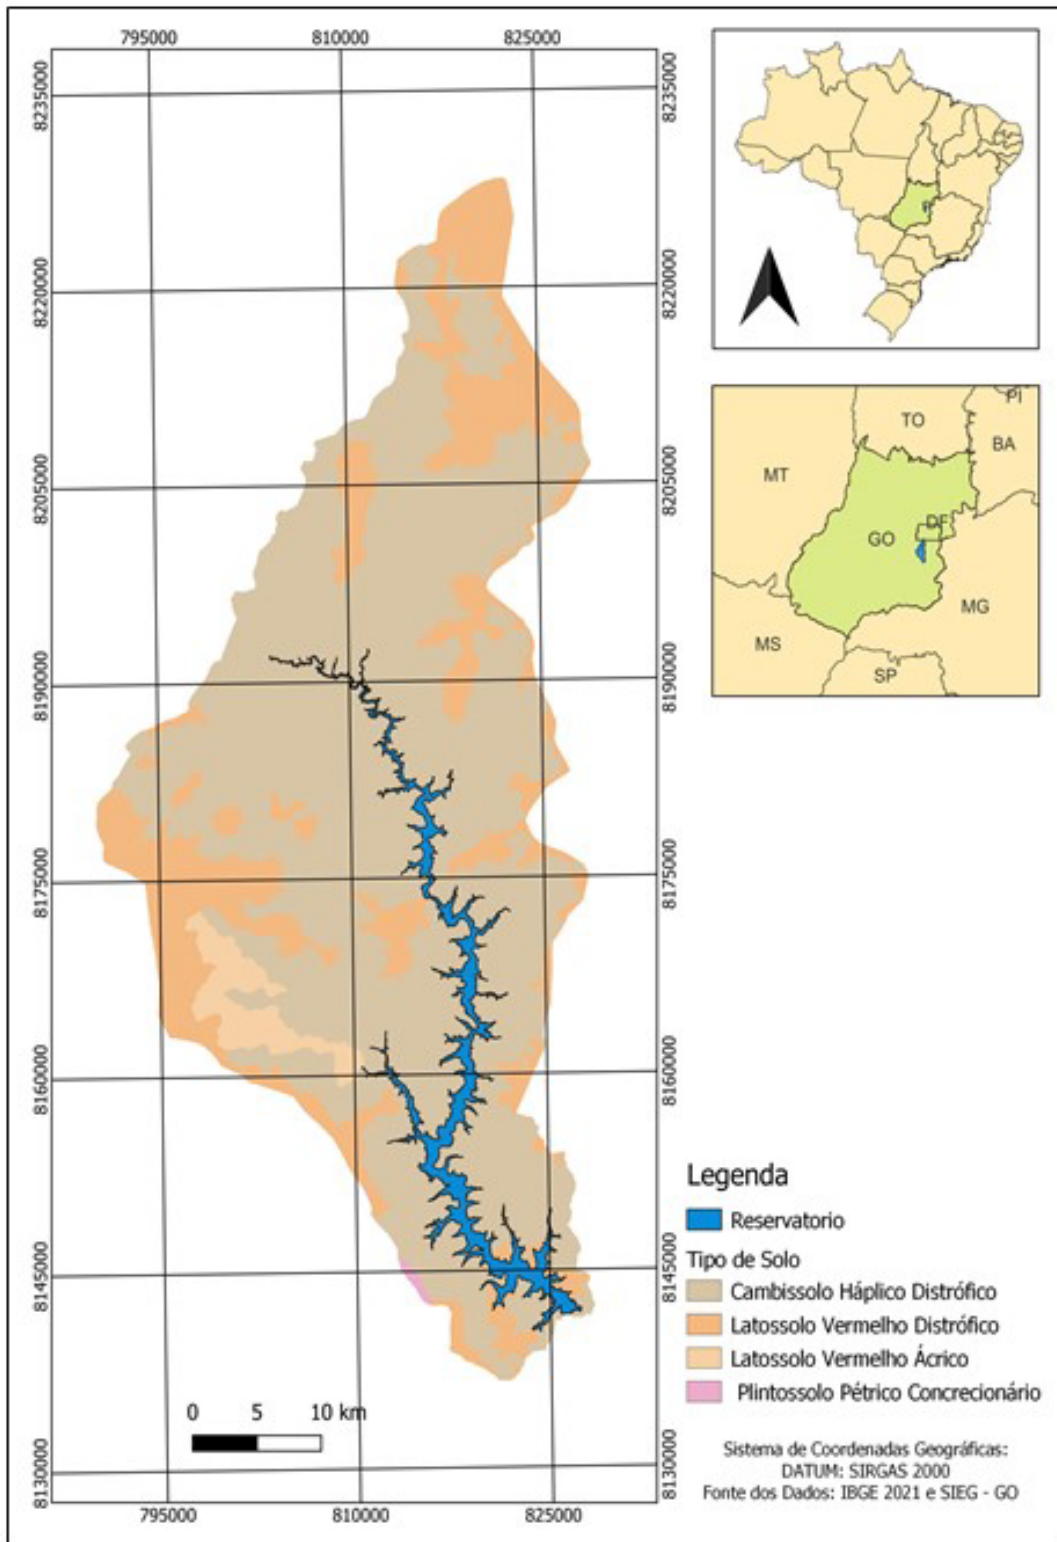 795000 810000 825000
8235000 8235000
8220000 8220000
8205000 8205000
8190000 8190000
8175000 8175000
8160000 8160000
8145000 8145000
8130000 8130000
795000 810000 825000
0 5 10 km
TO
PI
BA
MT
DF
GO
MG
MS
SP
Legenda
Reservatorio
Tipo de Solo
Cambissolo Háplico Distrófico
Latossolo Vermelho Distrófico
Latossolo Vermelho Ácrico
Plintossolo Pétrico Concrecionário
Sistema de Coordenadas Geográficas:
DATUM: SIRGAS 2000
Fonte dos Dados: IBGE 2021 e SIEG - GO